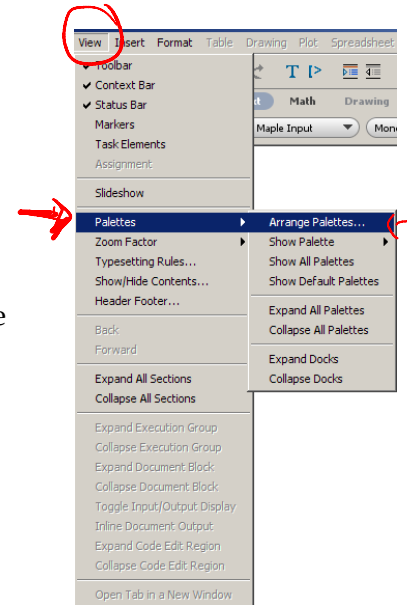 View Insert Format Table Drawing Plot Spreadsheet
Toolbar
Context Bar
Status Bar
Markers
Task Elements
Assignment
Slideshow
Palettes
Zoom Factor
Typesetting Rules...
Show/Hide Contents...
Header Footer...
Back
Forward
Expand All Sections
Collapse All Sections
Expand Execution Group
Collapse Execution Group
Expand Document Block
Collapse Document Block
Toggle Input/Output Display
Inline Document Output
Expand Code Edit Region
Collapse Code Edit Region
Open Tab in a New Window
T
Math Drawing
Maple Input
Arrange Palettes...
Show Palette
Show All Palettes
Show Default Palettes
Expand All Palettes
Collapse All Palettes
Expand Docks
Collapse Docks
e